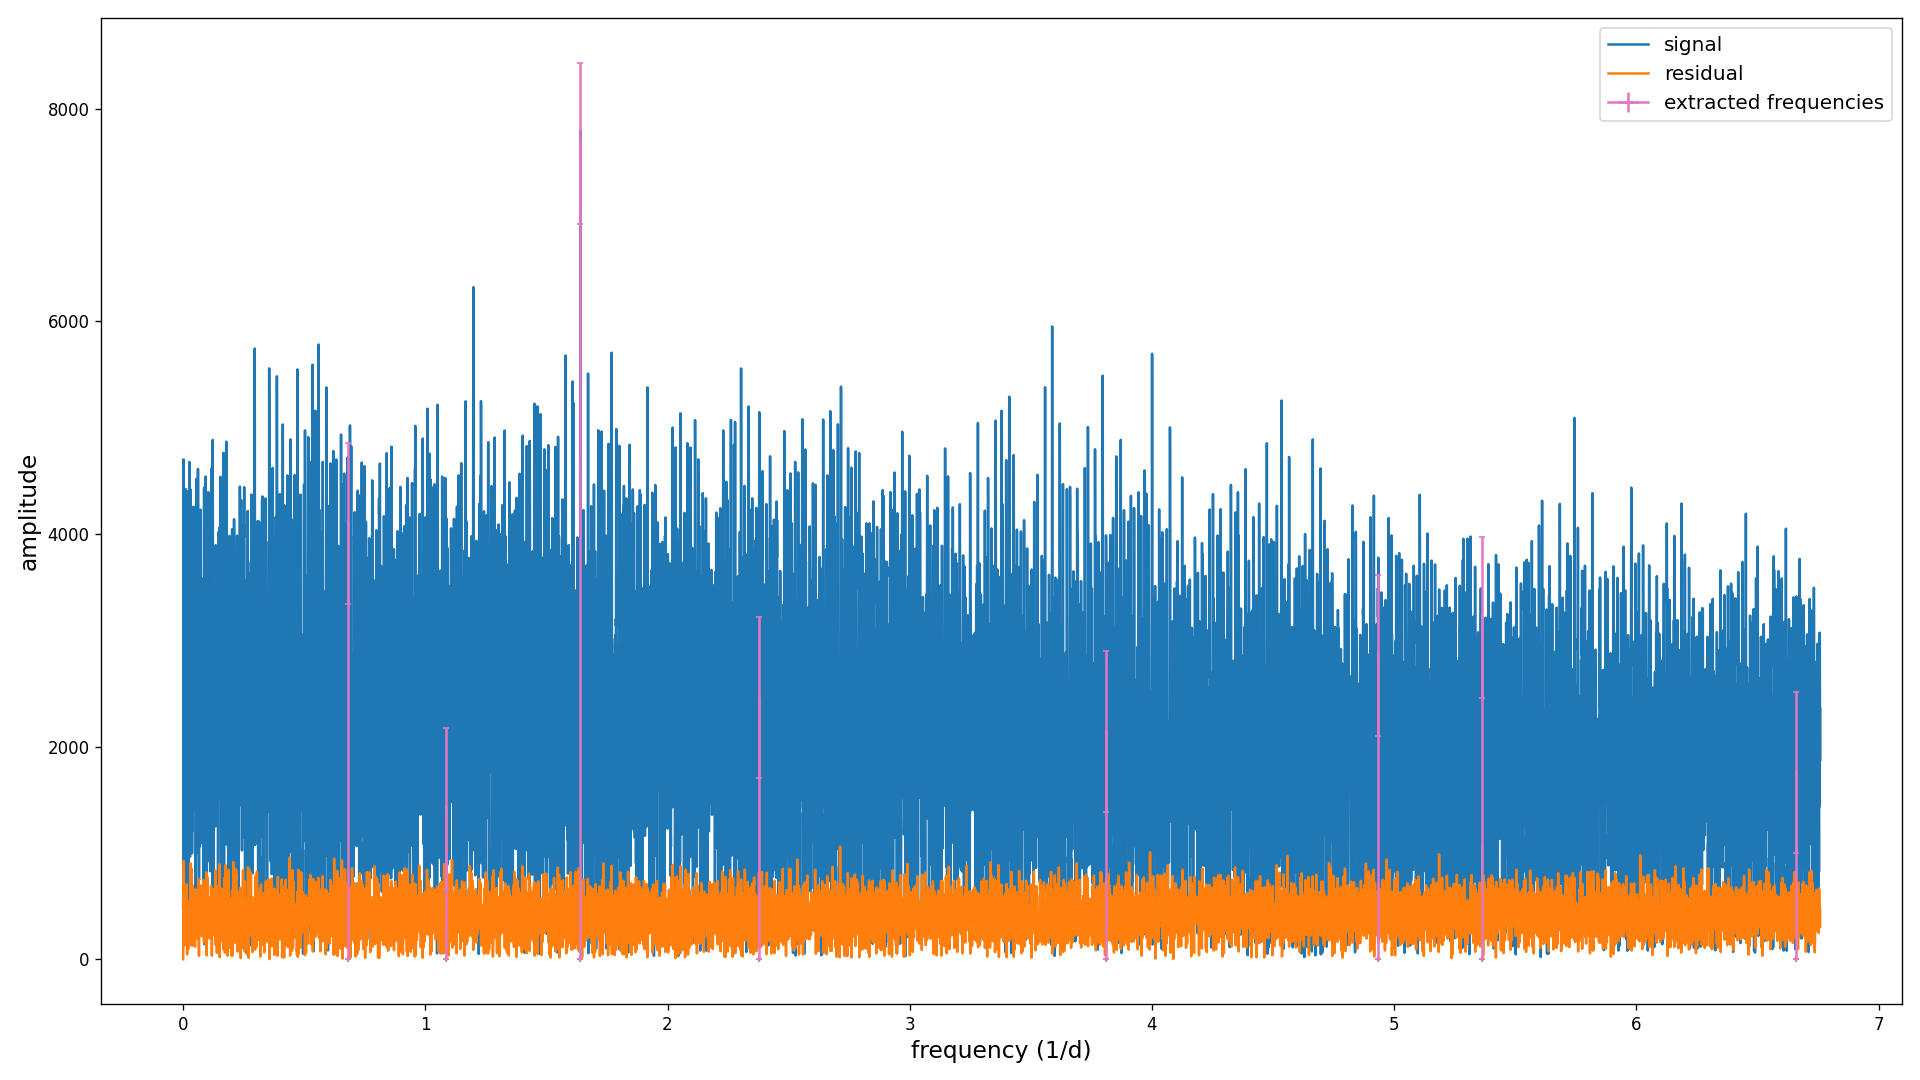 signal
residual
extracted frequencies
8000
6000
4000
2000
0
amplitude
0 1 2 3 4 5 6 7
frequency (1/d)